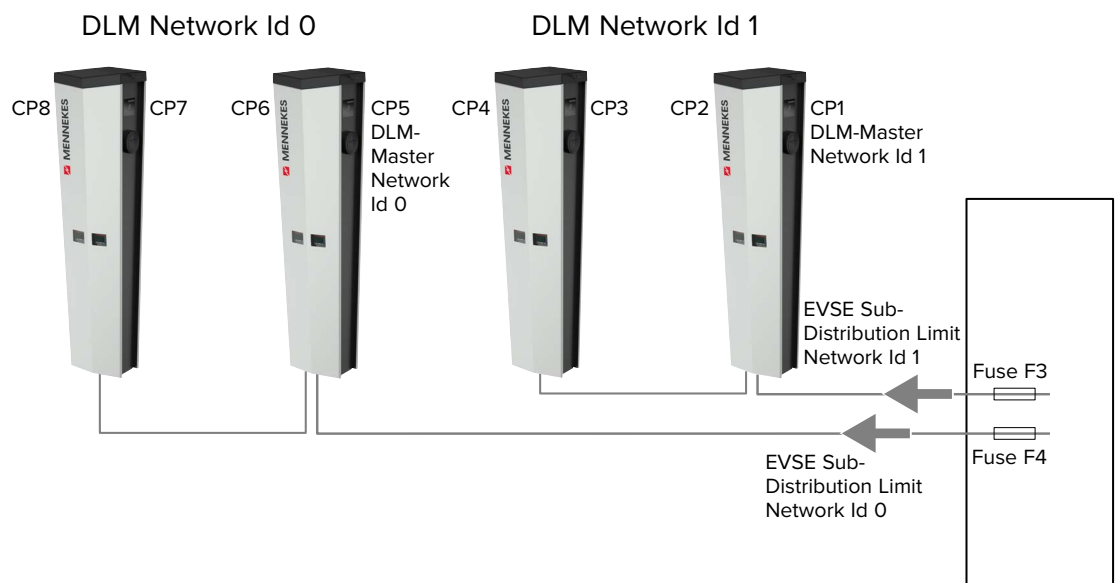 DLM Network Id 0
DLM Network Id 1
CP8
MENNEKES
CP7
CP6
MENNEKES
CP5
DLM-
Master
Network
Id 0
CP4
MENNEKES
CP3
CP2
MENNEKES
CP1
DLM-Master
Network Id 1
EVSE Sub-
Distribution Limit
Network Id 1
Fuse F3
Fuse F4
EVSE Sub-
Distribution Limit
Network Id 0